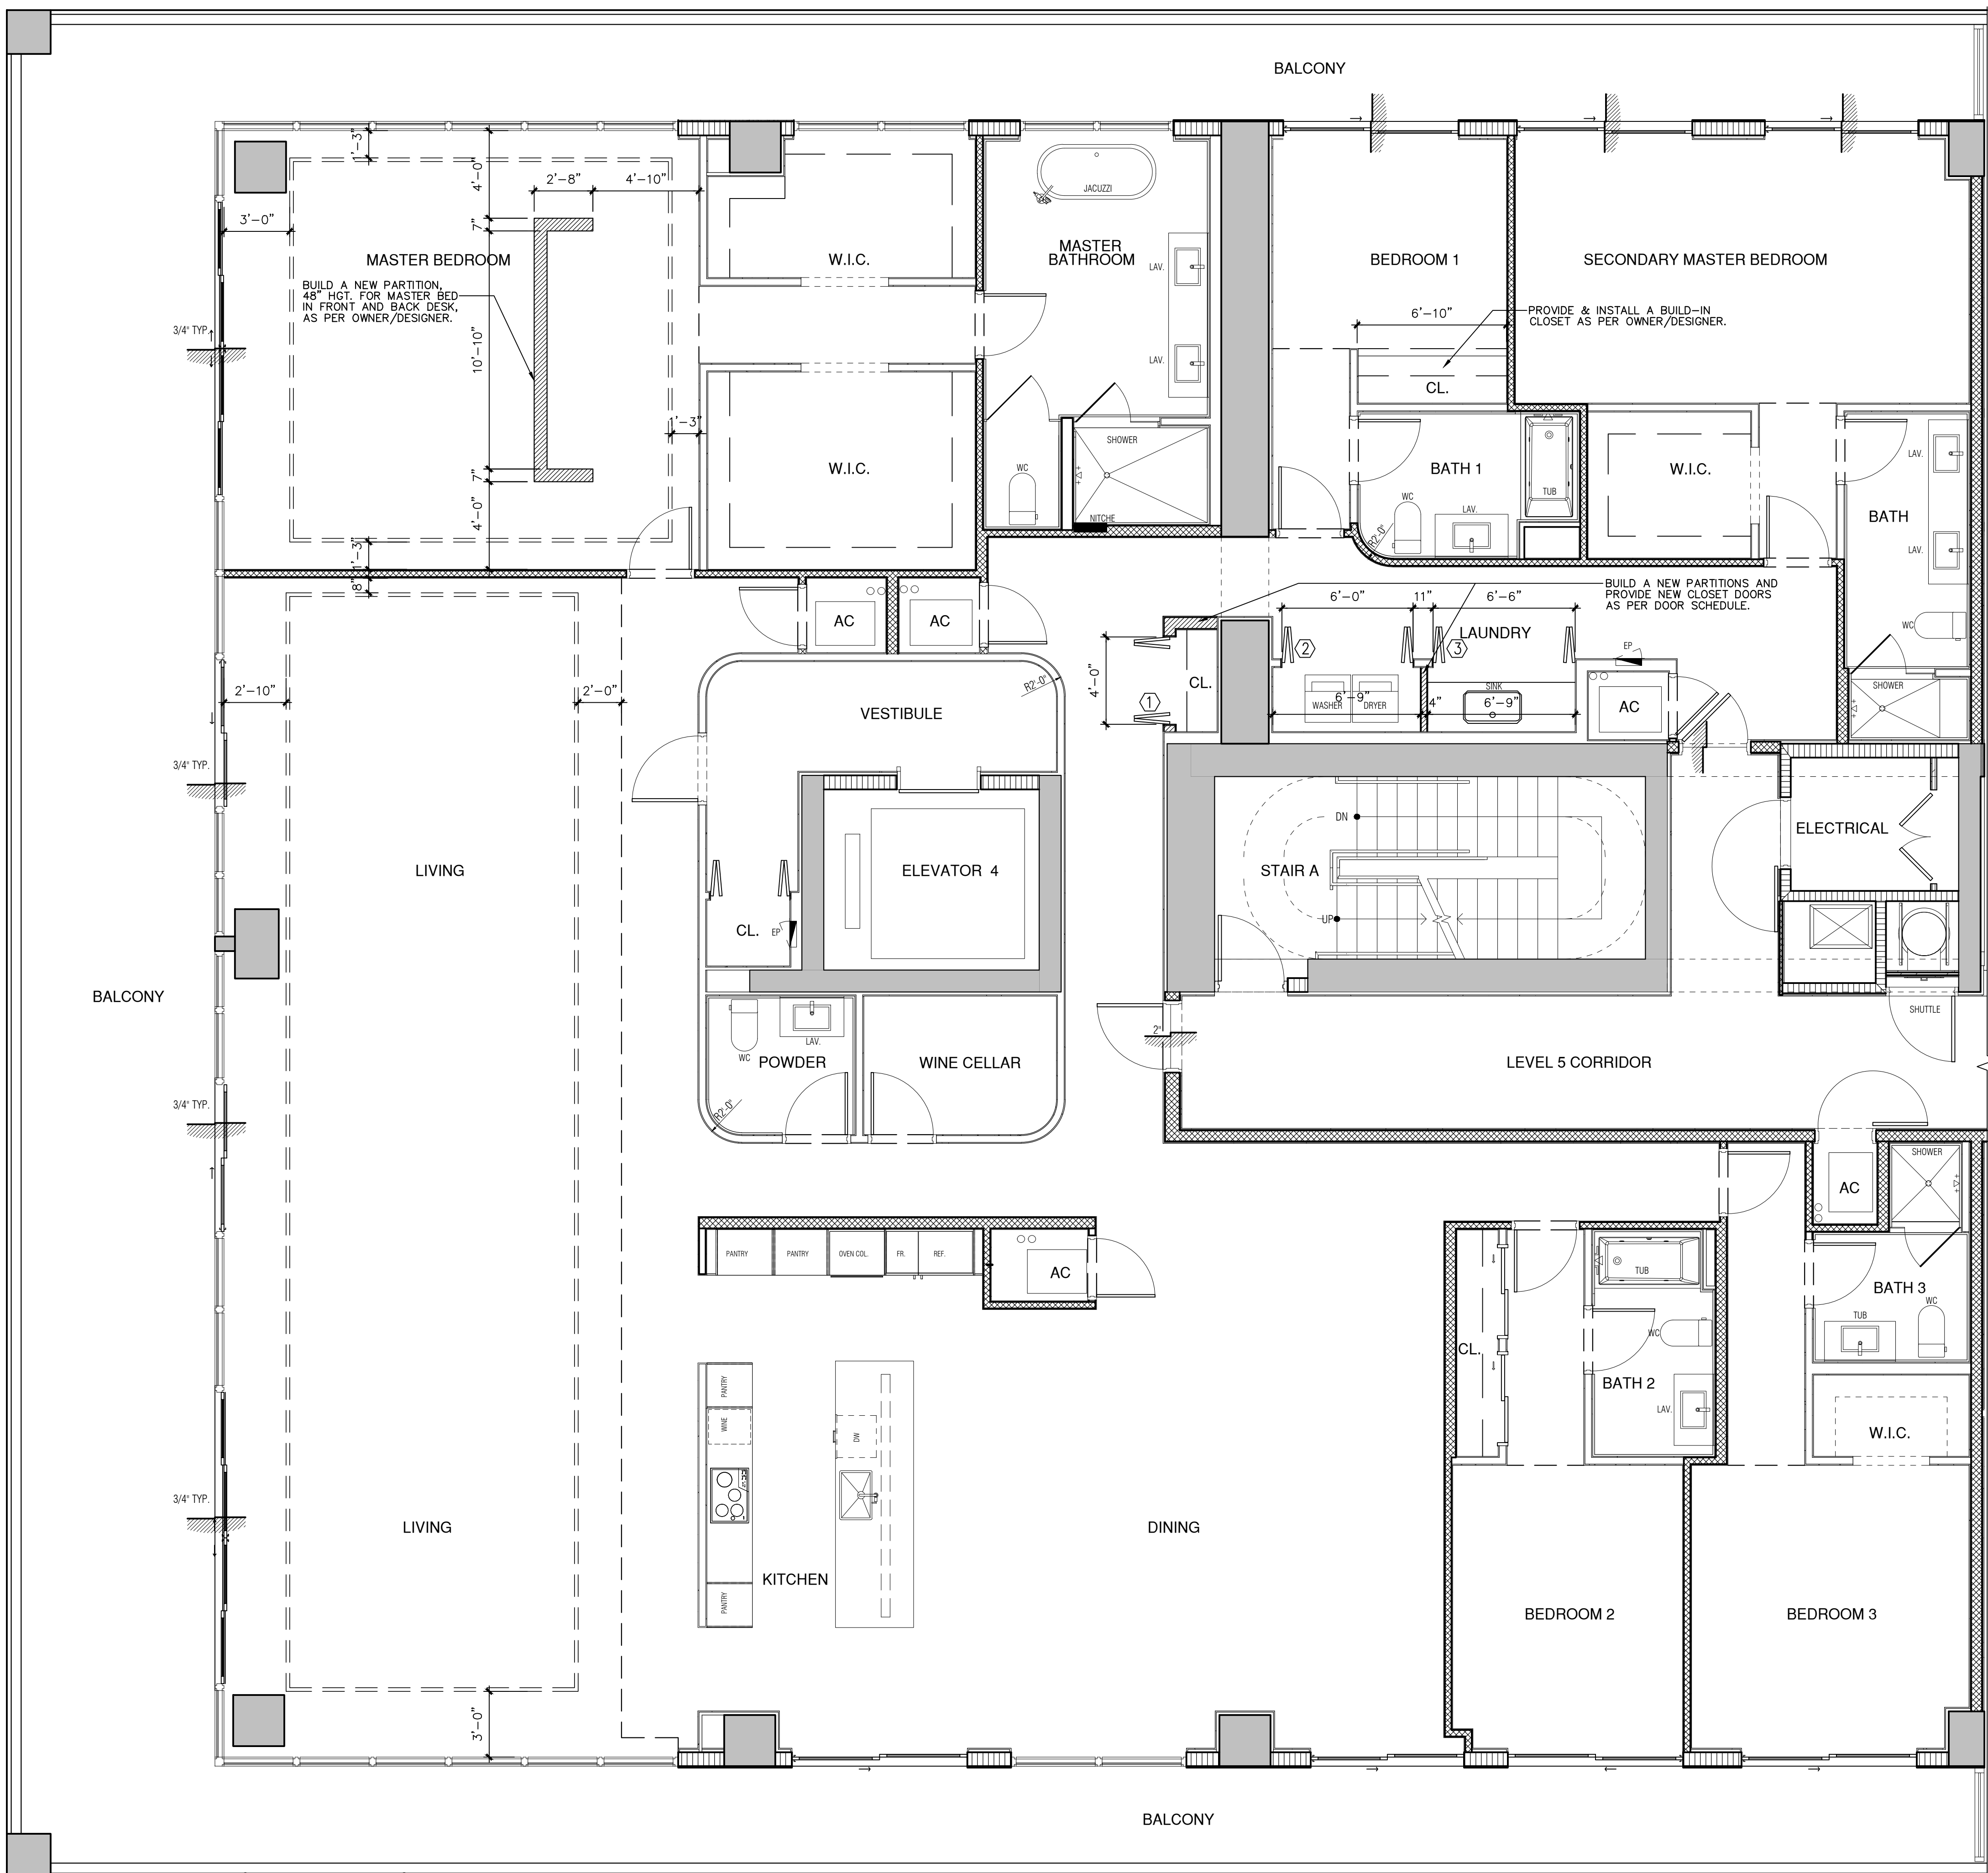 BALCONY
1'-3"
4'-0"
2'-8"
4'-10"
7"
3'-0"
MASTER BEDROOM
BUILD A NEW PARTITION,
48" HGT. FOR MASTER BED
IN FRONT AND BACK DESK,
AS PER OWNER/DESIGNER.
3/4" TYP.
10'-10"
1'-3"
7"
4'-0"
1'-3"
8"
W.I.C.
W.I.C.
JACUZZI
MASTER
BATHROOM
LAV.
LAV.
SHOWER
WC
NITCHE
BEDROOM 1
SECONDARY MASTER BEDROOM
6'-10"
PROVIDE & INSTALL A BUILD-IN
CLOSET AS PER OWNER/DESIGNER.
CL.
BATH 1
TUB
WC
LAV.
R2'-0"
W.I.C.
LAV.
BATH
LAV.
WC
SHOWER
BUILD A NEW PARTITIONS AND
PROVIDE NEW CLOSET DOORS
AS PER DOOR SCHEDULE.
6'-0"
11"
6'-6"
LAUNDRY
2
3
EP
AC
AC
R2'-0"
VESTIBULE
4'-0"
1
CL.
6'-9"
WASHER
DRYER
4"
SINK
6'-9"
AC
2'-10"
2'-0"
3/4" TYP.
LIVING
ELEVATOR 4
CL.
EP
DN
STAIR A
UP
ELECTRICAL
BALCONY
WC
LAV.
POWDER
R2'-0"
WINE CELLAR
2"
LEVEL 5 CORRIDOR
SHUTTLE
3/4" TYP.
PANTRY
PANTRY
OVEN COL.
FR.
REF.
AC
AC
SHOWER
TUB
BATH 3
WC
TUB
WC
CL.
BATH 2
LAV.
W.I.C.
PANTRY
WINE
DW
3/4" TYP.
LIVING
DINING
KITCHEN
PANTRY
BEDROOM 2
BEDROOM 3
3'-0"
BALCONY